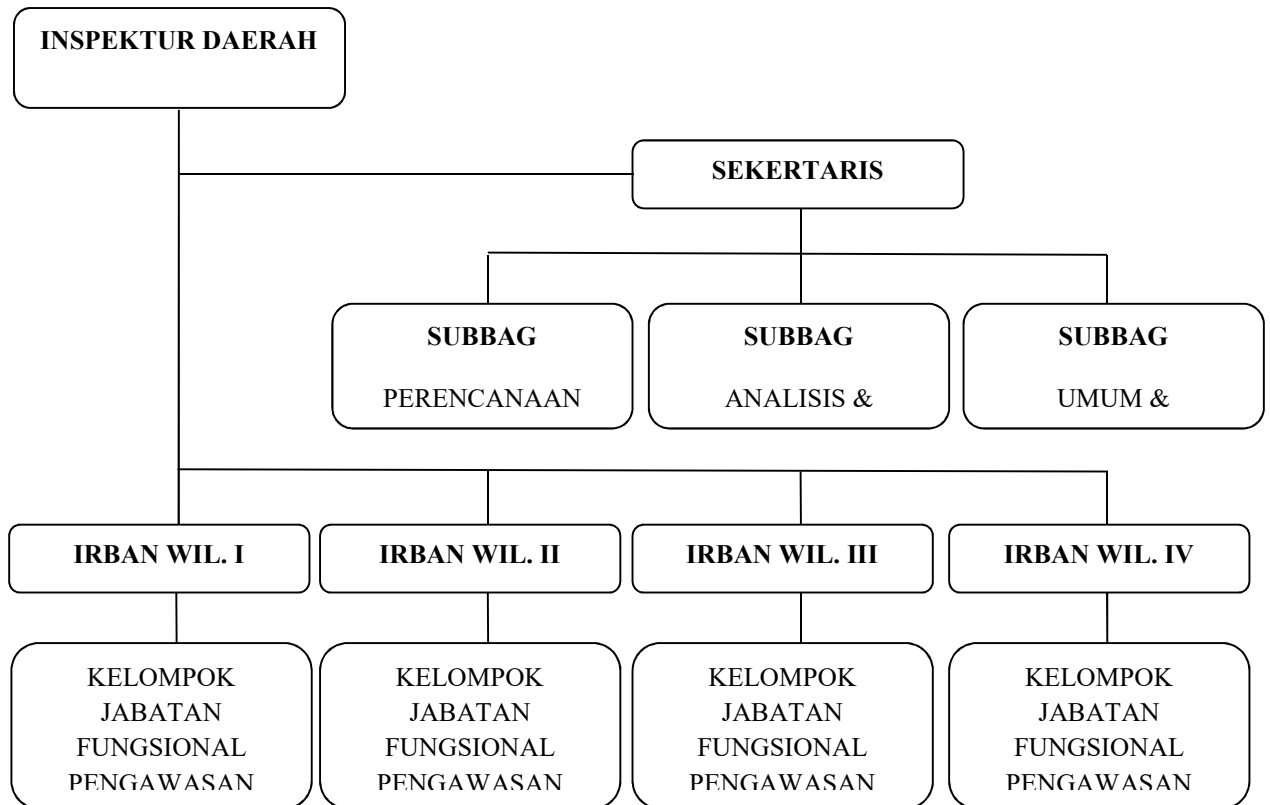 INSPEKTUR DAERAH
SEKERTARIS
SUBBAG
PERENCANAAN
SUBBAG
ANALISIS &
SUBBAG
UMUM &
IRBAN WIL. I
IRBAN WIL. II
IRBAN WIL. III
IRBAN WIL. IV
KELOMPOK
JABATAN
FUNGSIONAL
PENGAWASAN
KELOMPOK
JABATAN
FUNGSIONAL
PENGAWASAN
KELOMPOK
JABATAN
FUNGSIONAL
PENGAWASAN
KELOMPOK
JABATAN
FUNGSIONAL
PENGAWASAN